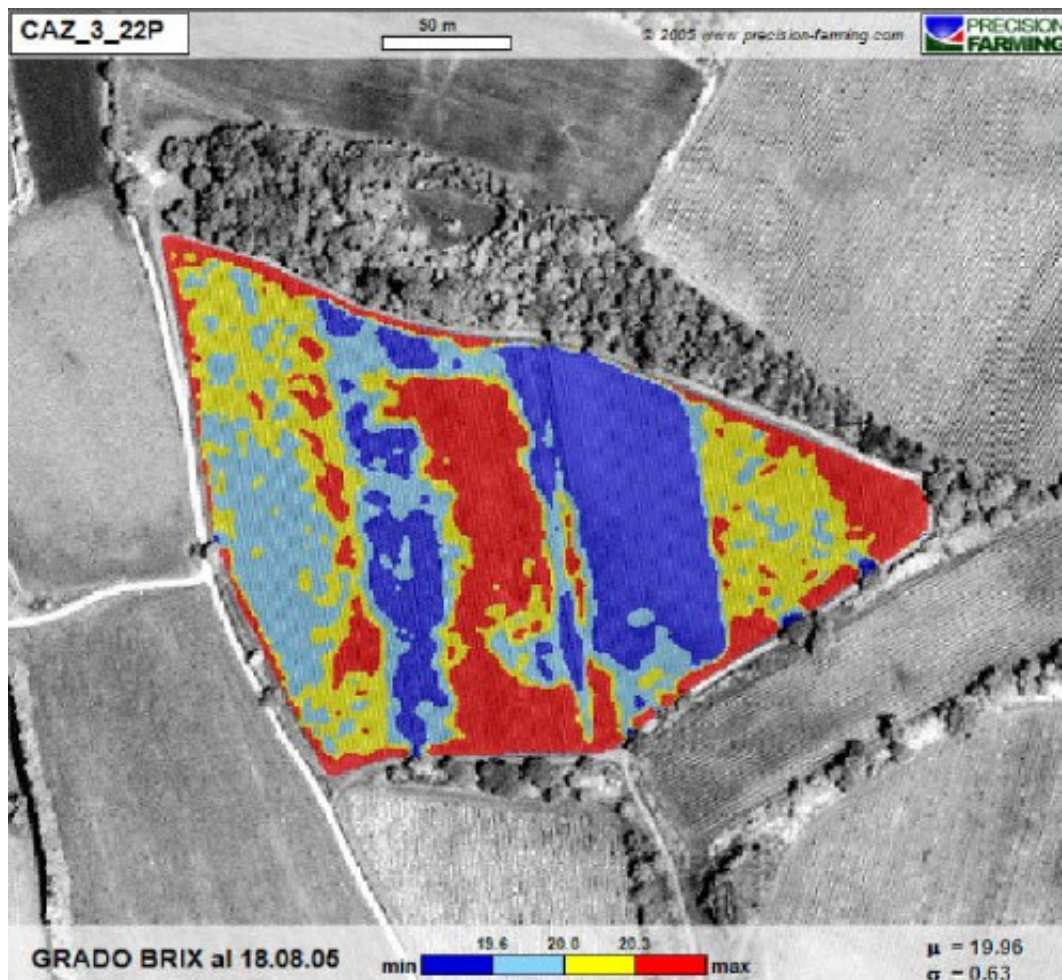 CAZ_3_22P
50 m
© 2005 www.precision-farming.com
PRECISION
FARMING
GRADO BRIX al 18.08.05
min
19.6 20.0 20.3
max
μ = 19.96
σ = 0.63